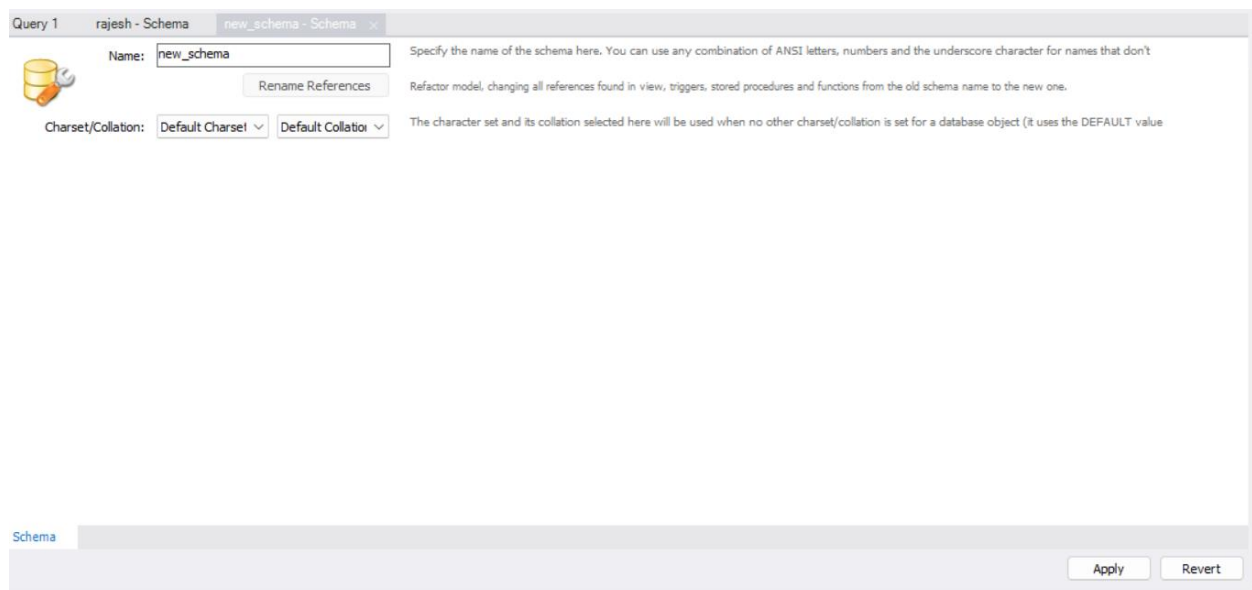 Query 1 rajesh - Schema new_schema - Schema ×
Name: new_schema Specify the name of the schema here. You can use any combination of ANSI letters, numbers and the underscore character for names that don't
Rename References Refactor model, changing all references found in view, triggers, stored procedures and functions from the old schema name to the new one.
Charset/Collation: Default Charset Default Collation The character set and its collation selected here will be used when no other charset/collation is set for a database object (it uses the DEFAULT value
Schema
Apply Revert